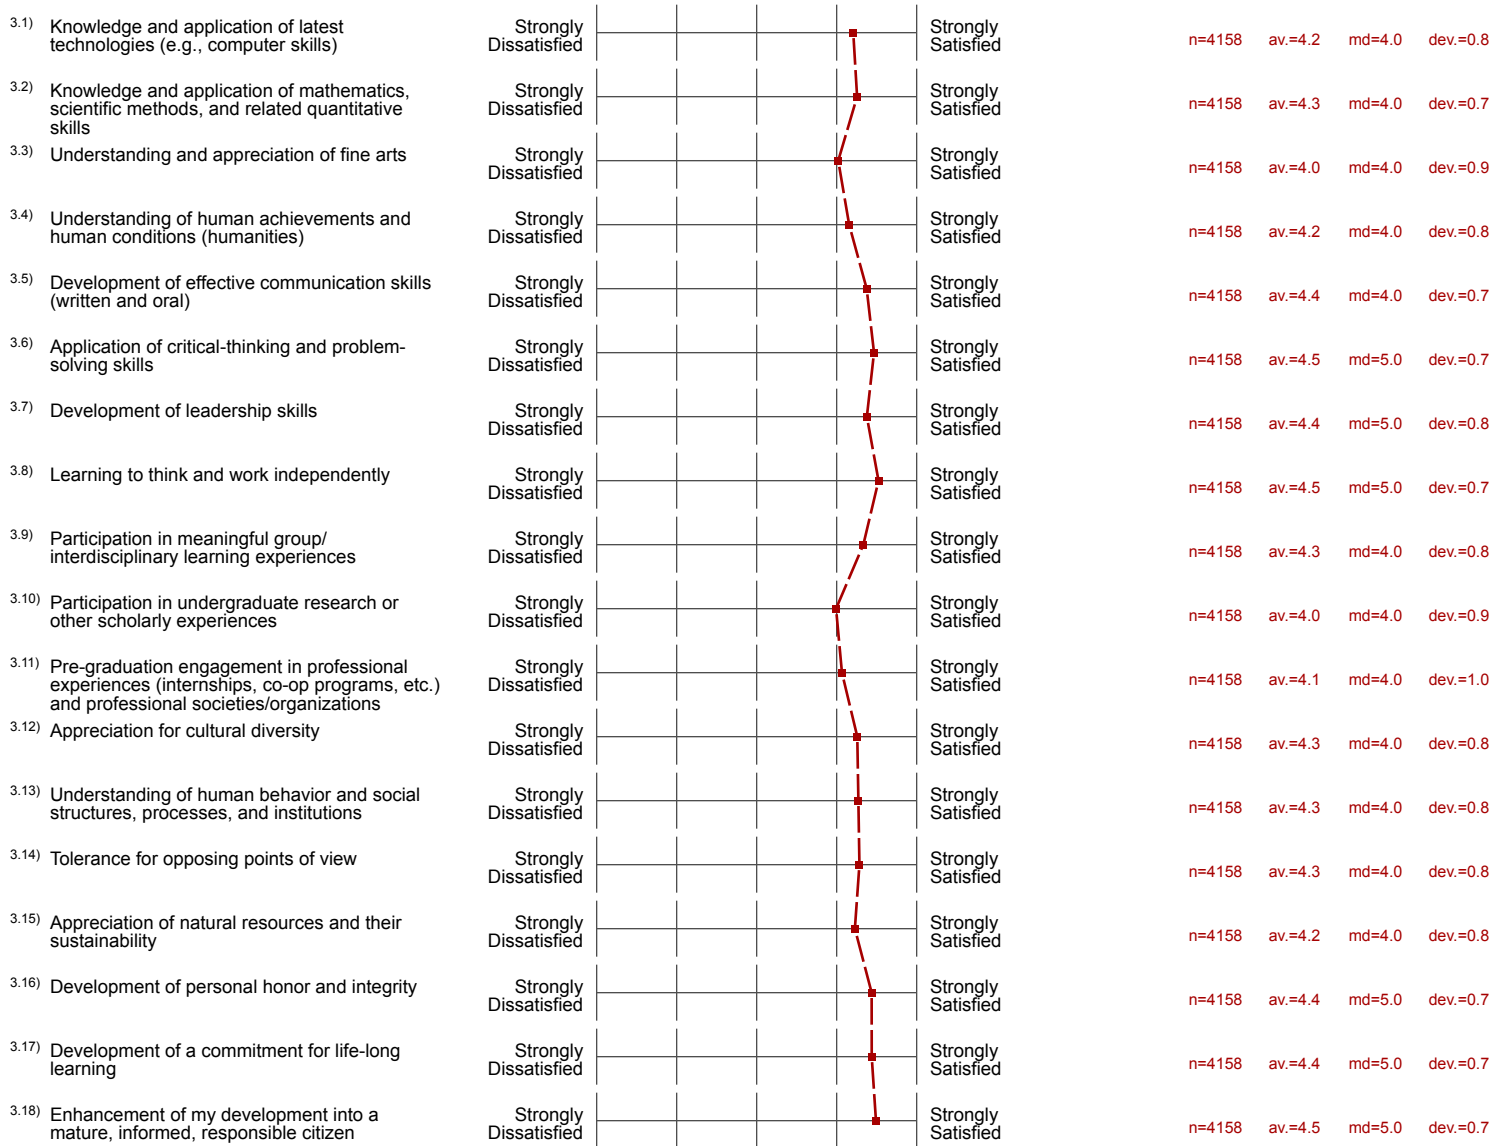 3.1) Knowledge and application of latest technologies (e.g., computer skills) Strongly Dissatisfied Strongly Satisfied n=4158 av.=4.2 md=4.0 dev.=0.8
3.2) Knowledge and application of mathematics, scientific methods, and related quantitative skills Strongly Dissatisfied Strongly Satisfied n=4158 av.=4.3 md=4.0 dev.=0.7
3.3) Understanding and appreciation of fine arts Strongly Dissatisfied Strongly Satisfied n=4158 av.=4.0 md=4.0 dev.=0.9
3.4) Understanding of human achievements and human conditions (humanities) Strongly Dissatisfied Strongly Satisfied n=4158 av.=4.2 md=4.0 dev.=0.8
3.5) Development of effective communication skills (written and oral) Strongly Dissatisfied Strongly Satisfied n=4158 av.=4.4 md=4.0 dev.=0.7
3.6) Application of critical-thinking and problem-solving skills Strongly Dissatisfied Strongly Satisfied n=4158 av.=4.5 md=5.0 dev.=0.7
3.7) Development of leadership skills Strongly Dissatisfied Strongly Satisfied n=4158 av.=4.4 md=5.0 dev.=0.8
3.8) Learning to think and work independently Strongly Dissatisfied Strongly Satisfied n=4158 av.=4.5 md=5.0 dev.=0.7
3.9) Participation in meaningful group/ interdisciplinary learning experiences Strongly Dissatisfied Strongly Satisfied n=4158 av.=4.3 md=4.0 dev.=0.8
3.10) Participation in undergraduate research or other scholarly experiences Strongly Dissatisfied Strongly Satisfied n=4158 av.=4.0 md=4.0 dev.=0.9
3.11) Pre-graduation engagement in professional experiences (internships, co-op programs, etc.) and professional societies/organizations Strongly Dissatisfied Strongly Satisfied n=4158 av.=4.1 md=4.0 dev.=1.0
3.12) Appreciation for cultural diversity Strongly Dissatisfied Strongly Satisfied n=4158 av.=4.3 md=4.0 dev.=0.8
3.13) Understanding of human behavior and social structures, processes, and institutions Strongly Dissatisfied Strongly Satisfied n=4158 av.=4.3 md=4.0 dev.=0.8
3.14) Tolerance for opposing points of view Strongly Dissatisfied Strongly Satisfied n=4158 av.=4.3 md=4.0 dev.=0.8
3.15) Appreciation of natural resources and their sustainability Strongly Dissatisfied Strongly Satisfied n=4158 av.=4.2 md=4.0 dev.=0.8
3.16) Development of personal honor and integrity Strongly Dissatisfied Strongly Satisfied n=4158 av.=4.4 md=5.0 dev.=0.7
3.17) Development of a commitment for life-long learning Strongly Dissatisfied Strongly Satisfied n=4158 av.=4.4 md=5.0 dev.=0.7
3.18) Enhancement of my development into a mature, informed, responsible citizen Strongly Dissatisfied Strongly Satisfied n=4158 av.=4.5 md=5.0 dev.=0.7